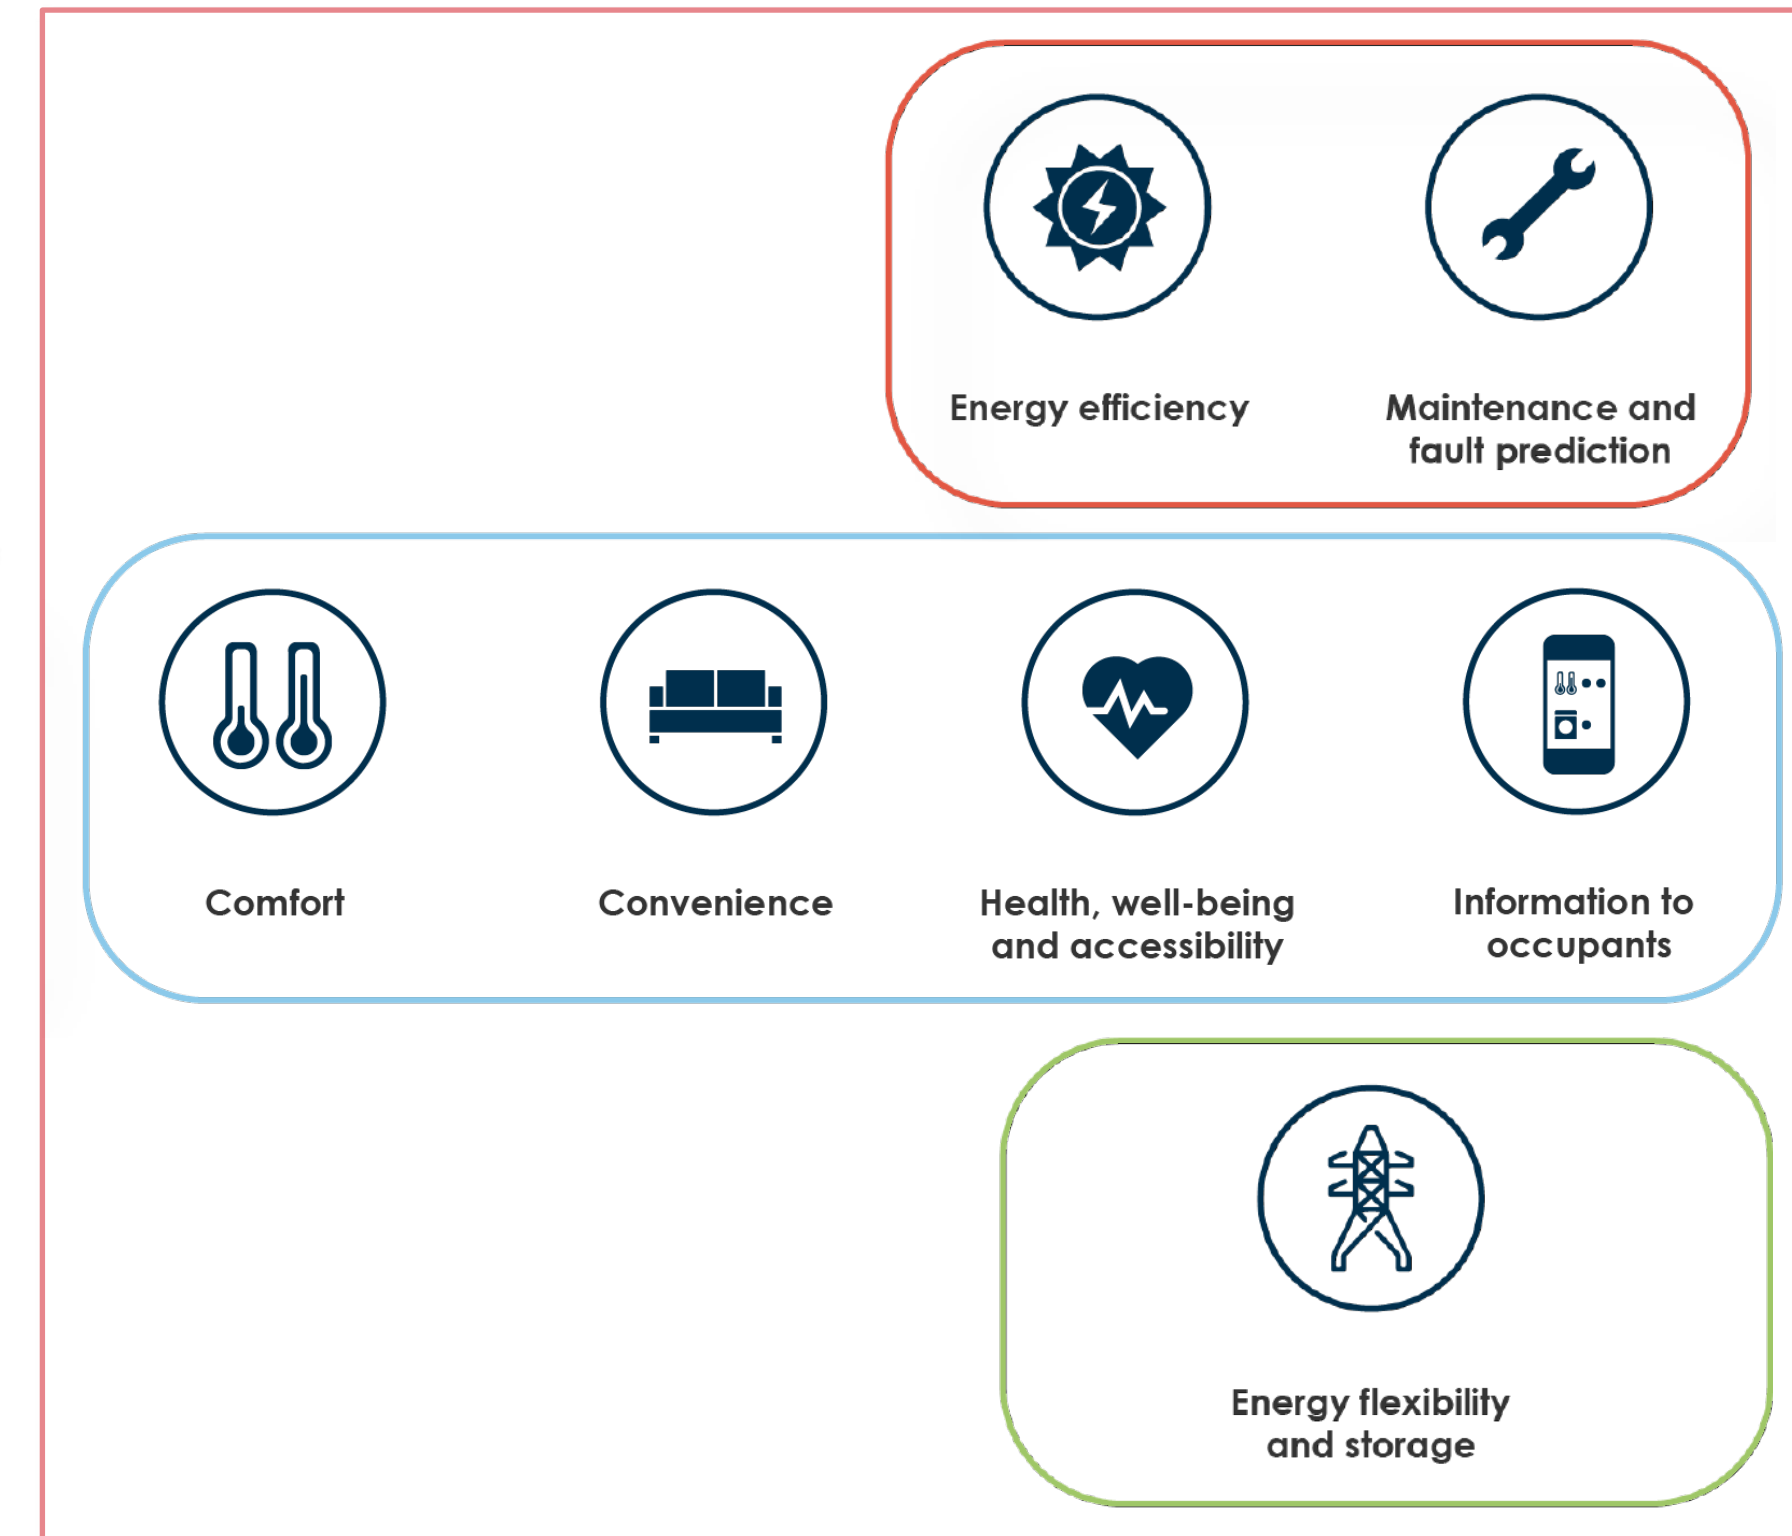 Energy efficiency
Maintenance and
fault prediction
Comfort
Convenience
Health, well-being
and accessibility
Information to
occupants
Energy flexibility
and storage